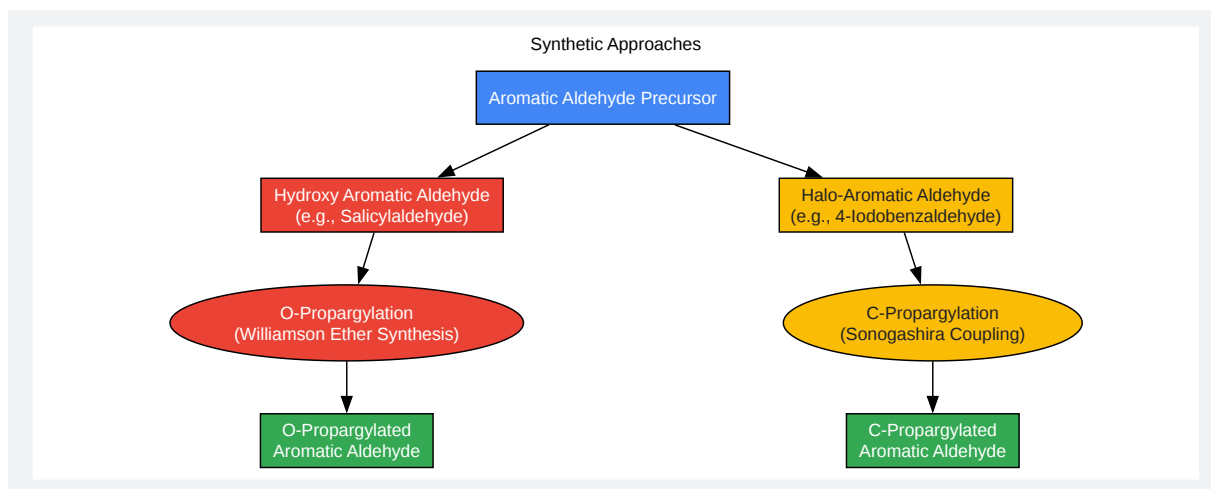 Synthetic Approaches
Aromatic Aldehyde Precursor
Hydroxy Aromatic Aldehyde
(e.g., Salicylaldehyde)
Halo-Aromatic Aldehyde
(e.g., 4-Iodobenzaldehyde)
O-Propargylation
(Williamson Ether Synthesis)
C-Propargylation
(Sonogashira Coupling)
O-Propargylated
Aromatic Aldehyde
C-Propargylated
Aromatic Aldehyde